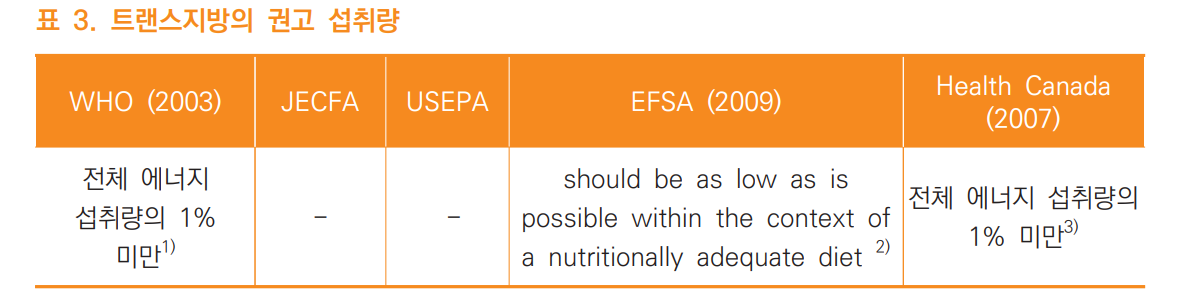 표 3. 트랜스지방의 권고 섭취량
WHO (2003)
JECFA
USEPA
EFSA (2009)
Health Canada
(2007)
전체 에너지
섭취량의 1%
미만1)
–
–
should be as low as is
possible within the context of
a nutritionally adequate diet 2)
전체 에너지 섭취량의
1% 미만3)